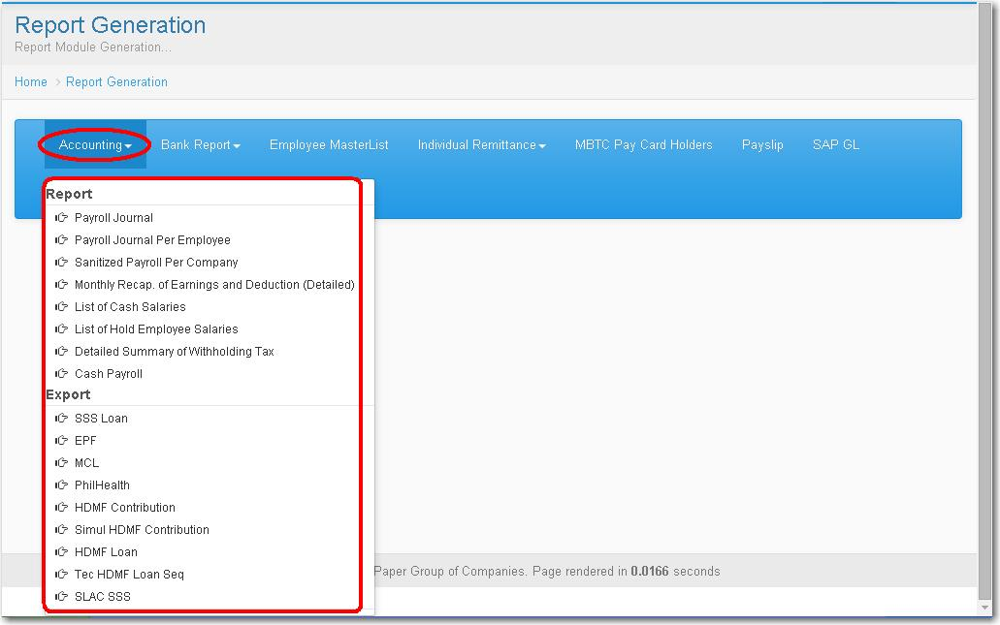 Report Generation
Report Module Generation...
Home > Report Generation
Accounting Bank Report Employee MasterList Individual Remittance MBTC Pay Card Holders Payslip SAP GL
Report
Payroll Journal
Payroll Journal Per Employee
Sanitized Payroll Per Company
Monthly Recap. of Earnings and Deduction (Detailed)
List of Cash Salaries
List of Hold Employee Salaries
Detailed Summary of Withholding Tax
Cash Payroll
Export
SSS Loan
EPF
MCL
PhilHealth
HDMF Contribution
Simul HDMF Contribution
HDMF Loan
Tec HDMF Loan Seq
SLAC SSS
Paper Group of Companies. Page rendered in 0.0166 seconds